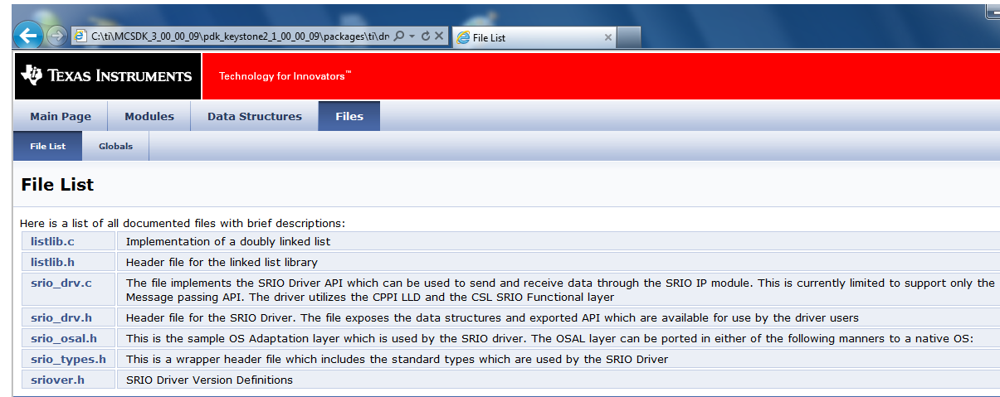 C:\ti\MCSDK_3_00_00_09\pdk_keystone2_1_00_00_09\packages\ti\dr
File List
TEXAS INSTRUMENTS
Technology for Innovators™
Main Page Modules Data Structures Files
File List Globals
File List
Here is a list of all documented files with brief descriptions:
listlib.c Implementation of a doubly linked list
listlib.h Header file for the linked list library
srio_drv.c The file implements the SRIO Driver API which can be used to send and receive data through the SRIO IP module. This is currently limited to support only the
Message passing API. The driver utilizes the CPPI LLD and the CSL SRIO Functional layer
srio_drv.h Header file for the SRIO Driver. The file exposes the data structures and exported API which are available for use by the driver users
srio_osal.h This is the sample OS Adaptation layer which is used by the SRIO driver. The OSAL layer can be ported in either of the following manners to a native OS:
srio_types.h This is a wrapper header file which includes the standard types which are used by the SRIO Driver
sriover.h SRIO Driver Version Definitions